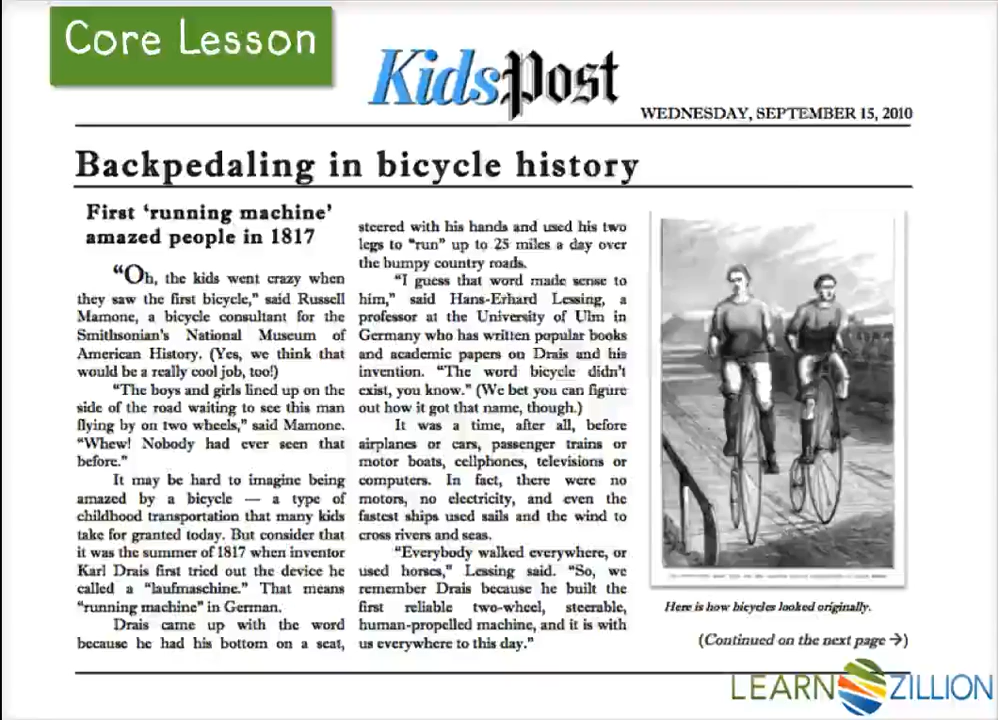 Core Lesson
KidsPost
WEDNESDAY, SEPTEMBER 15, 2010
Backpedaling in bicycle history
First ‘running machine’
amazed people in 1817
“Oh, the kids went crazy when
they saw the first bicycle,” said Russell
Mamone, a bicycle consultant for the
Smithsonian’s National Museum of
American History. (Yes, we think that
would be a really cool job, too!)
“The boys and girls lined up on the
side of the road waiting to see this man
flying by on two wheels,” said Mamone.
“Whew! Nobody had ever seen that
before.”
It may be hard to imagine being
amazed by a bicycle — a type of
childhood transportation that many kids
take for granted today. But consider that
it was the summer of 1817 when inventor
Karl Drais first tried out the device he
called a “laufmaschine.” That means
“running machine” in German.
Drais came up with the word
because he had his bottom on a seat,
steered with his hands and used his two
legs to “run” up to 25 miles a day over
the bumpy country roads.
“I guess that word made sense to
him,” said Hans-Erhard Lessing, a
professor at the University of Ulm in
Germany who has written popular books
and academic papers on Drais and his
invention. “The word bicycle didn’t
exist, you know.” (We bet you can figure
out how it got that name, though.)
It was a time, after all, before
airplanes or cars, passenger trains or
motor boats, cellphones, televisions or
computers. In fact, there were no
motors, no electricity, and even the
fastest ships used sails and the wind to
cross rivers and seas.
“Everybody walked everywhere, or
used horses,” Lessing said. “So, we
remember Drais because he built the
first reliable two-wheel, steerable,
human-propelled machine, and it is with
us everywhere to this day.”
Here is how bicycles looked originally.
(Continued on the next page →)
LEARN ZILLION